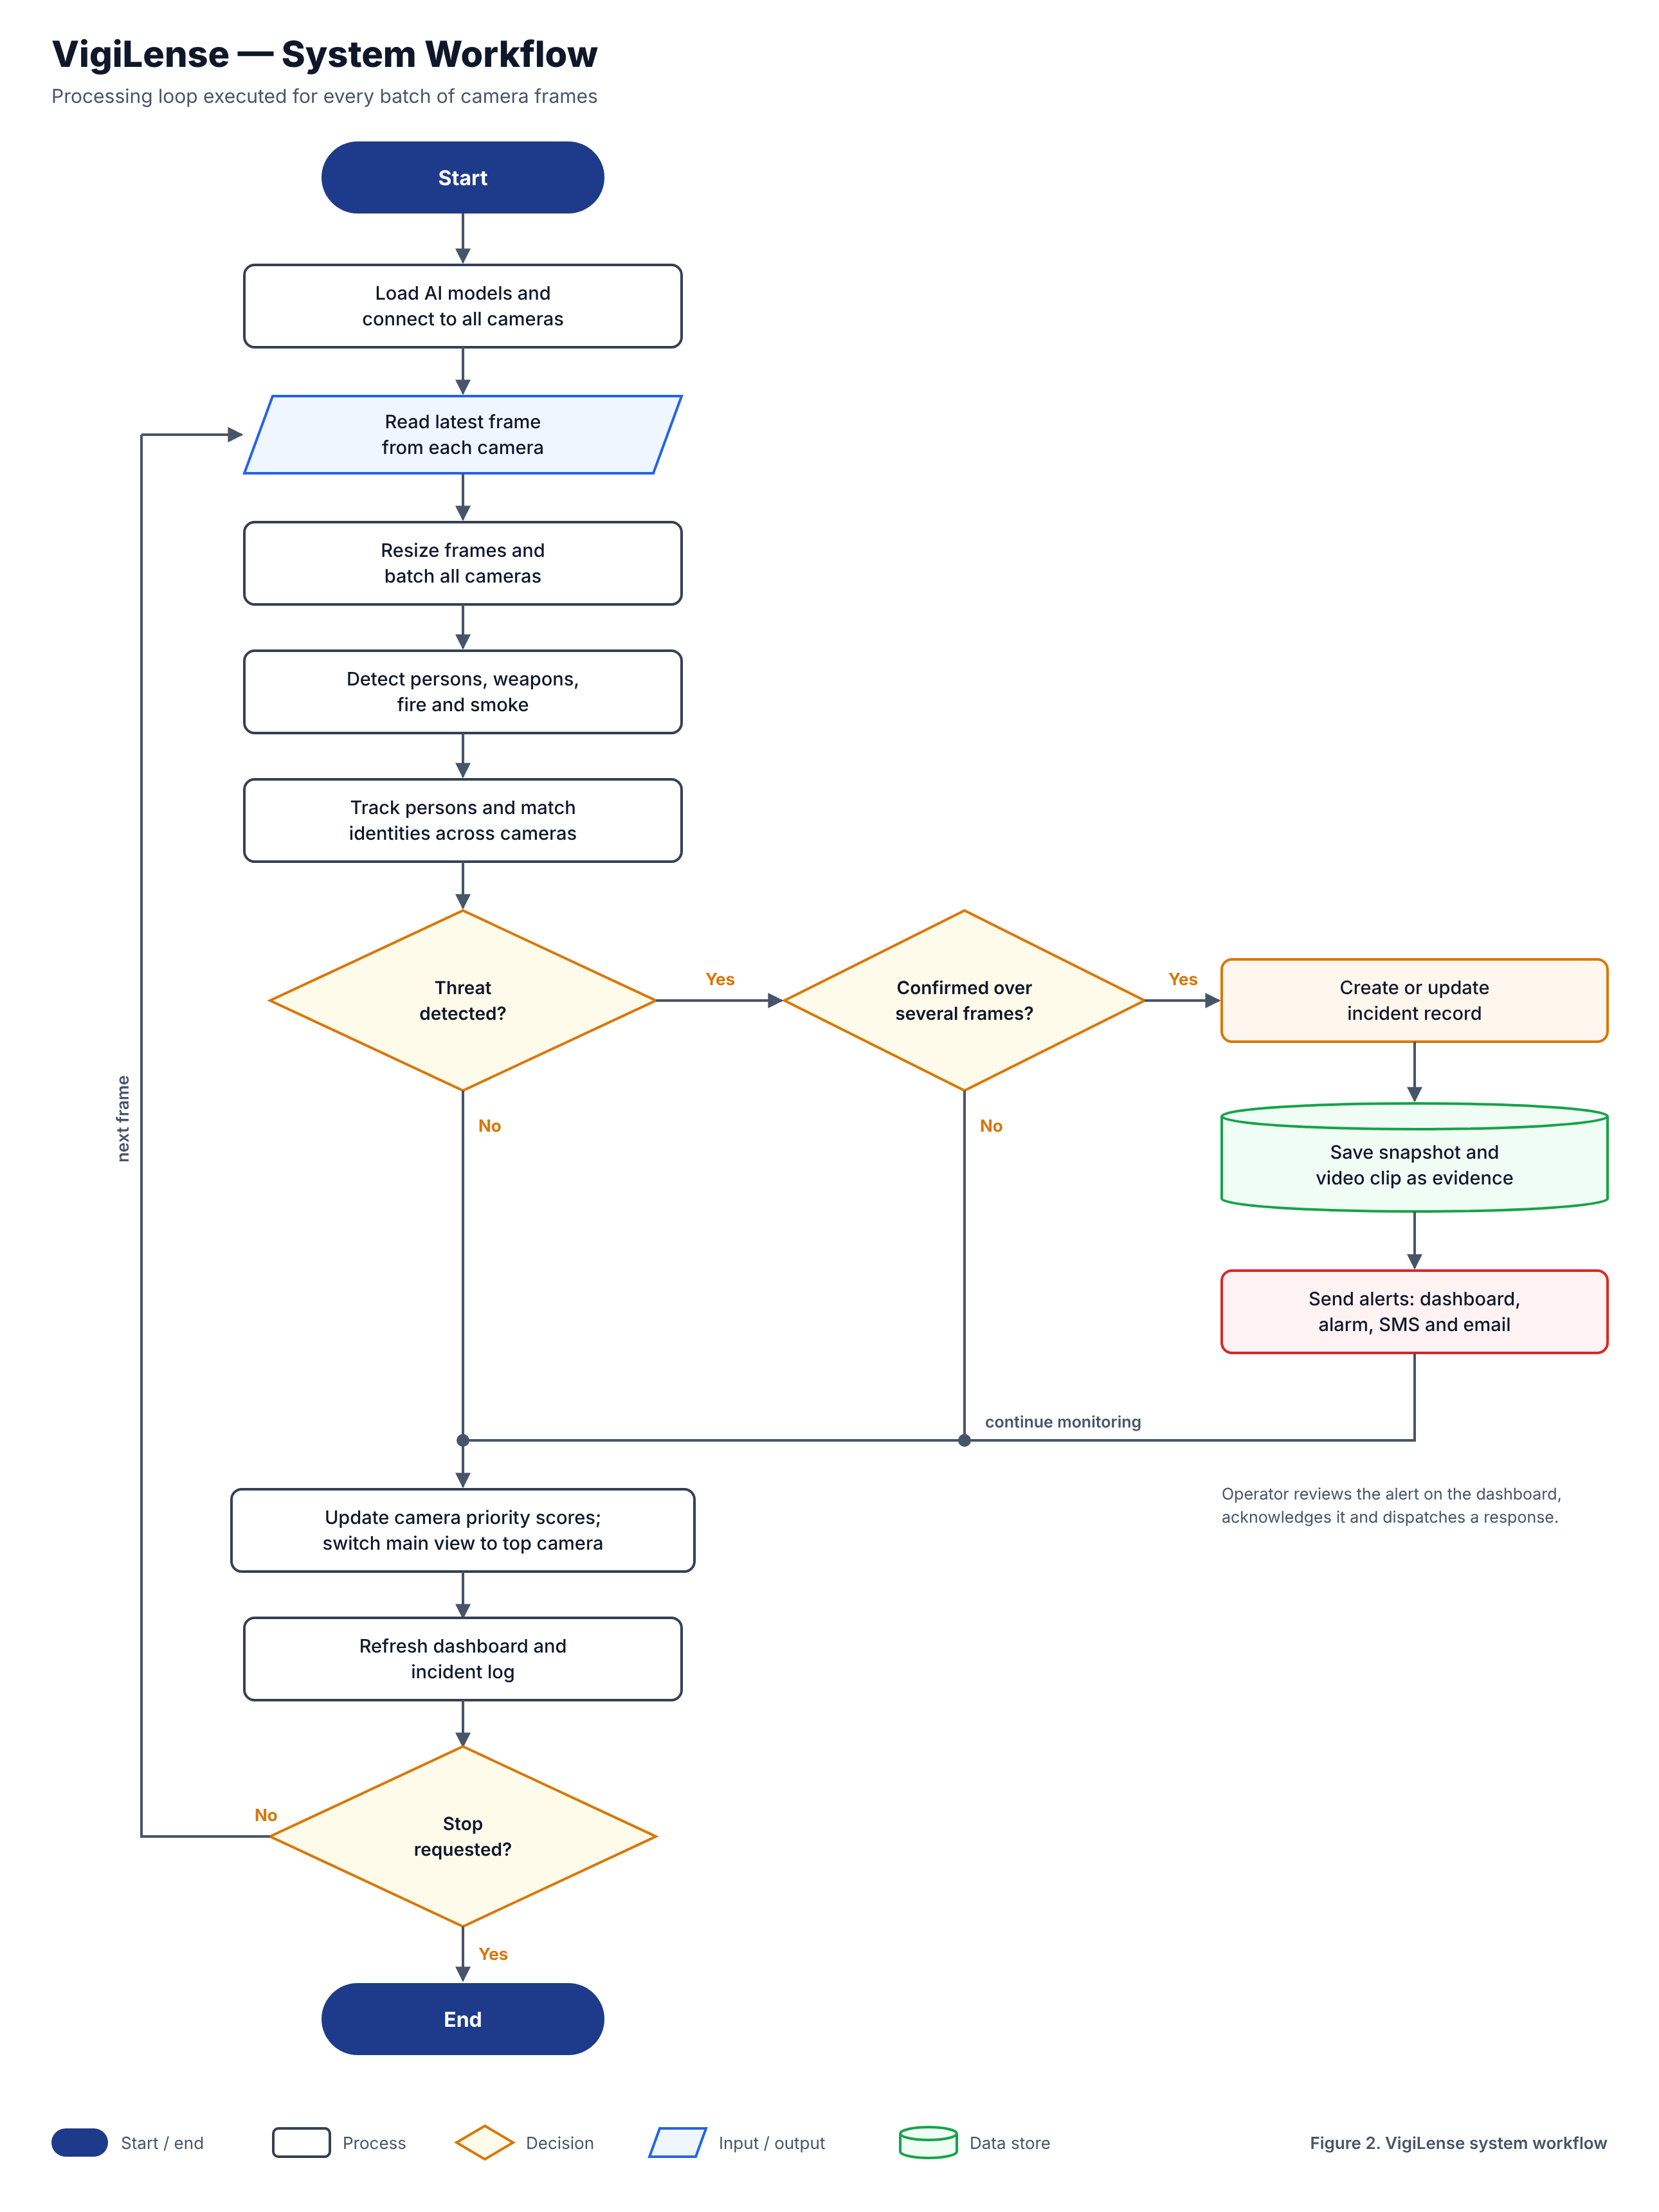 VigiLense — System Workflow
Processing loop executed for every batch of camera frames
Start
Load AI models and
connect to all cameras
Read latest frame
from each camera
Resize frames and
batch all cameras
Detect persons, weapons,
fire and smoke
Track persons and match
identities across cameras
Threat
detected?
Yes
Confirmed over
several frames?
Yes
Create or update
incident record
No
No
next frame
Save snapshot and
video clip as evidence
Send alerts: dashboard,
alarm, SMS and email
continue monitoring
Operator reviews the alert on the dashboard,
acknowledges it and dispatches a response.
Update camera priority scores;
switch main view to top camera
Refresh dashboard and
incident log
No
Stop
requested?
Yes
End
Start / end
Process
Decision
Input / output
Data store
Figure 2. VigiLense system workflow